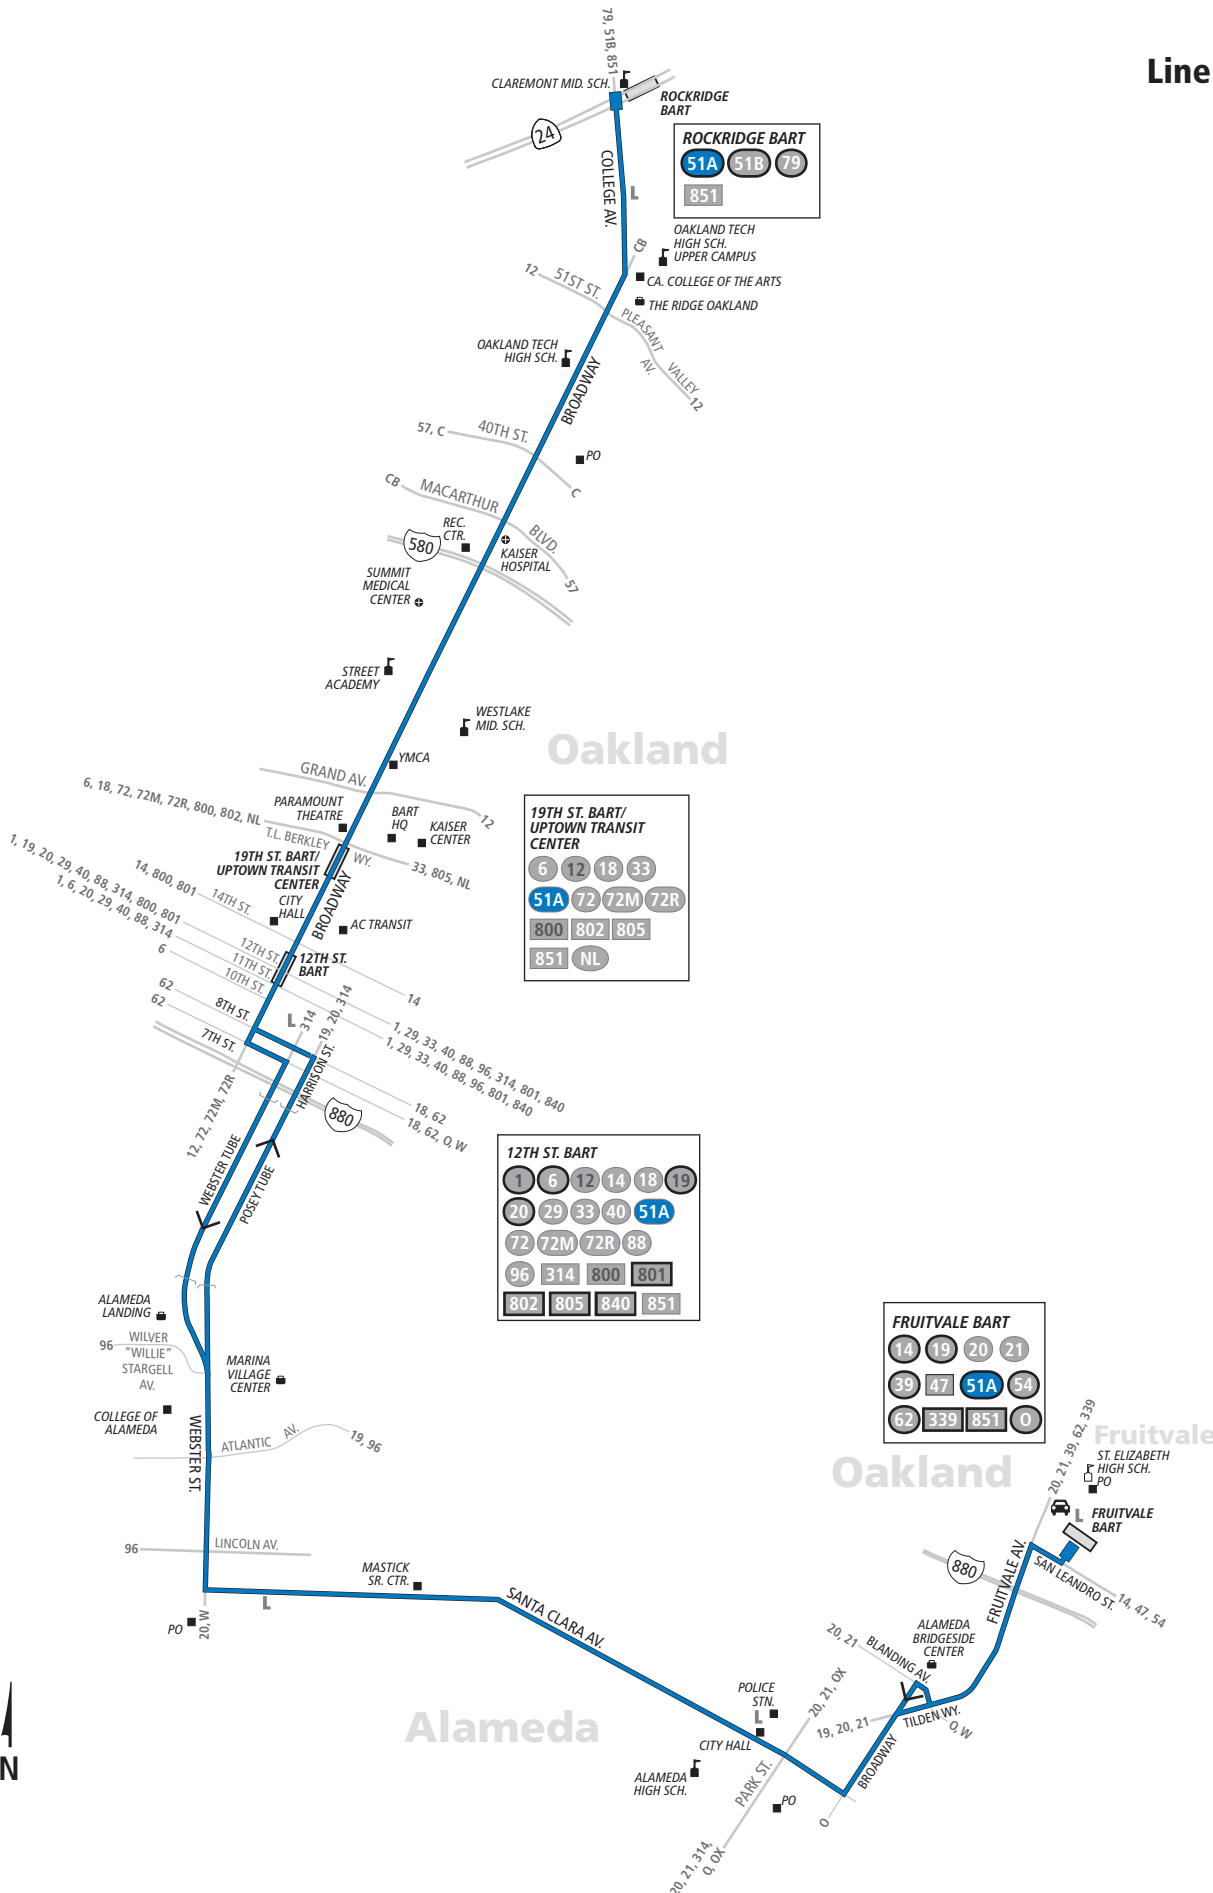 79, 51B, 851
Line
CLAREMONT MID. SCH.
ROCKRIDGE
BART
24
COLLEGE AV.
L
ROCKRIDGE BART
51A 51B 79
851
OAKLAND TECH
HIGH SCH.
UPPER CAMPUS
CB
CA. COLLEGE OF THE ARTS
THE RIDGE OAKLAND
12
51ST ST.
PLEASANT
VALLEY
AV.
12
OAKLAND TECH
HIGH SCH.
BROADWAY
57, C
40TH ST.
C
PO
CB
MACARTHUR
BLVD.
57
REC.
CTR.
580
KAISER
HOSPITAL
SUMMIT
MEDICAL
CENTER
STREET
ACADEMY
WESTLAKE
MID. SCH.
Oakland
YMCA
GRAND AV.
12
6, 18, 72, 72M, 72R, 800, 802, NL
PARAMOUNT
THEATRE
BART
HQ
KAISER
CENTER
T.L. BERKLEY
WY.
33, 805, NL
19TH ST. BART/
UPTOWN TRANSIT
CENTER
19TH ST. BART/
UPTOWN TRANSIT
CENTER
6 12 18 33
51A 72 72M 72R
800 802 805
851 NL
14, 800, 801
14TH ST.
14
CITY
HALL
BROADWAY
AC TRANSIT
1, 19, 20, 29, 40, 88, 314, 800, 801
12TH ST.
1, 6, 20, 29, 40, 88, 314
11TH ST.
6
10TH ST.
12TH ST.
BART
62
8TH ST.
62
7TH ST.
L
314
19, 20, 314
1, 29, 33, 40, 88, 96, 314, 801, 840
1, 29, 33, 40, 88, 96, 801, 840
18, 62
18, 62, O, W
HARRISON ST.
880
12, 72, 72M, 72R
WEBSTER TUBE
POSEY TUBE
12TH ST. BART
1 6 12 14 18 19
20 29 33 40 51A
72 72M 72R 88
96 314 800 801
802 805 840 851
ALAMEDA
LANDING
96
WILVER
"WILLIE"
STARGELL
AV.
MARINA
VILLAGE
CENTER
COLLEGE OF
ALAMEDA
WEBSTER ST.
ATLANTIC
AV.
19, 96
96
LINCOLN AV.
MASTICK
SR. CTR.
L
PO
20, W
SANTA CLARA AV.
FRUITVALE BART
14 19 20 21
39 47 51A 54
62 339 851 O
Fruitvale
Oakland
20, 21, 39, 62, 339
ST. ELIZABETH
HIGH SCH.
PO
L
FRUITVALE
BART
880
FRUITVALE AV.
SAN LEANDRO ST.
14, 47, 54
ALAMEDA
BRIDGESIDE
CENTER
20, 21
BLANDING AV.
19, 20, 21
TILDEN WY.
O, W
BROADWAY
O
POLICE
STN.
L
CITY HALL
20, 21, OX
PARK ST.
ALAMEDA
HIGH SCH.
PO
20, 21, 314,
O, OX
Alameda
N